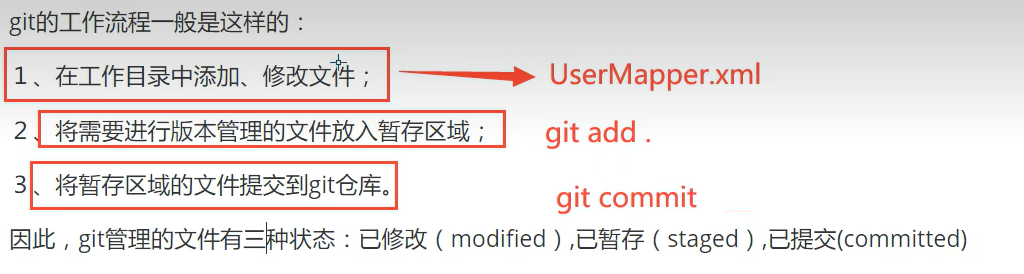 git的工作流程一般是这样的：
1、在工作目录中添加、修改文件； UserMapper.xml
2、将需要进行版本管理的文件放入暂存区域； git add .
3、将暂存区域的文件提交到git仓库。 git commit
因此，git管理的文件有三种状态：已修改（modified）,已暂存（staged）,已提交(committed)